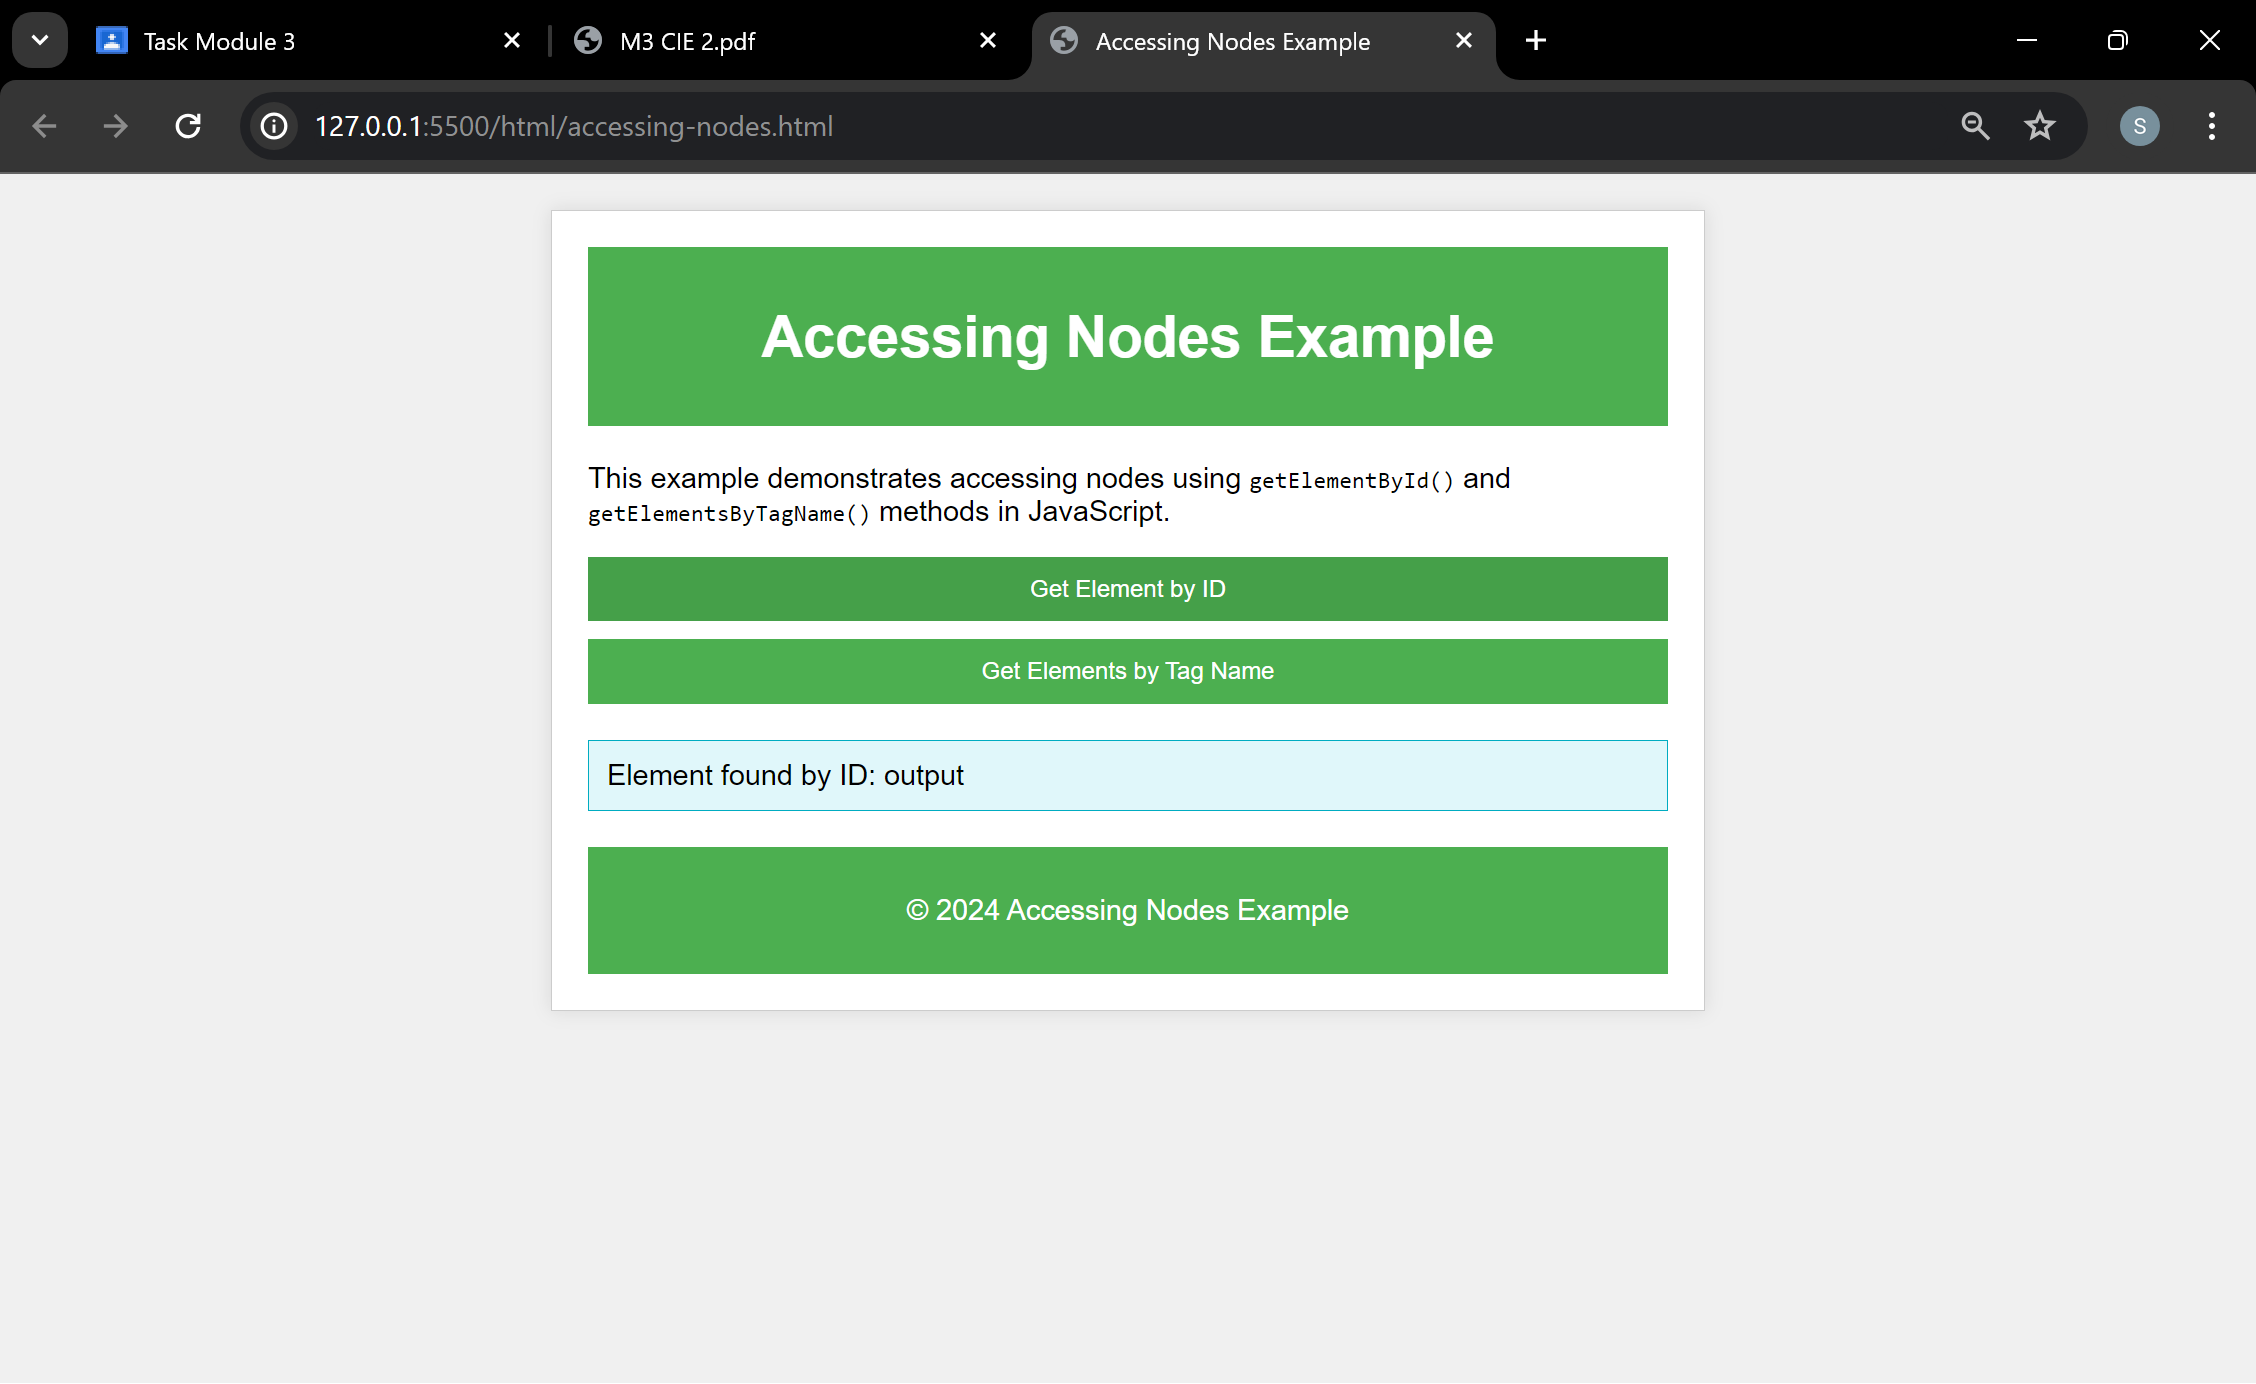 Task Module 3
M3 CIE 2.pdf
Accessing Nodes Example
127.0.0.1:5500/html/accessing-nodes.html
S
Accessing Nodes Example
This example demonstrates accessing nodes using getElementById() and
getElementsByTagName() methods in JavaScript.
Get Element by ID
Get Elements by Tag Name
Element found by ID: output
© 2024 Accessing Nodes Example